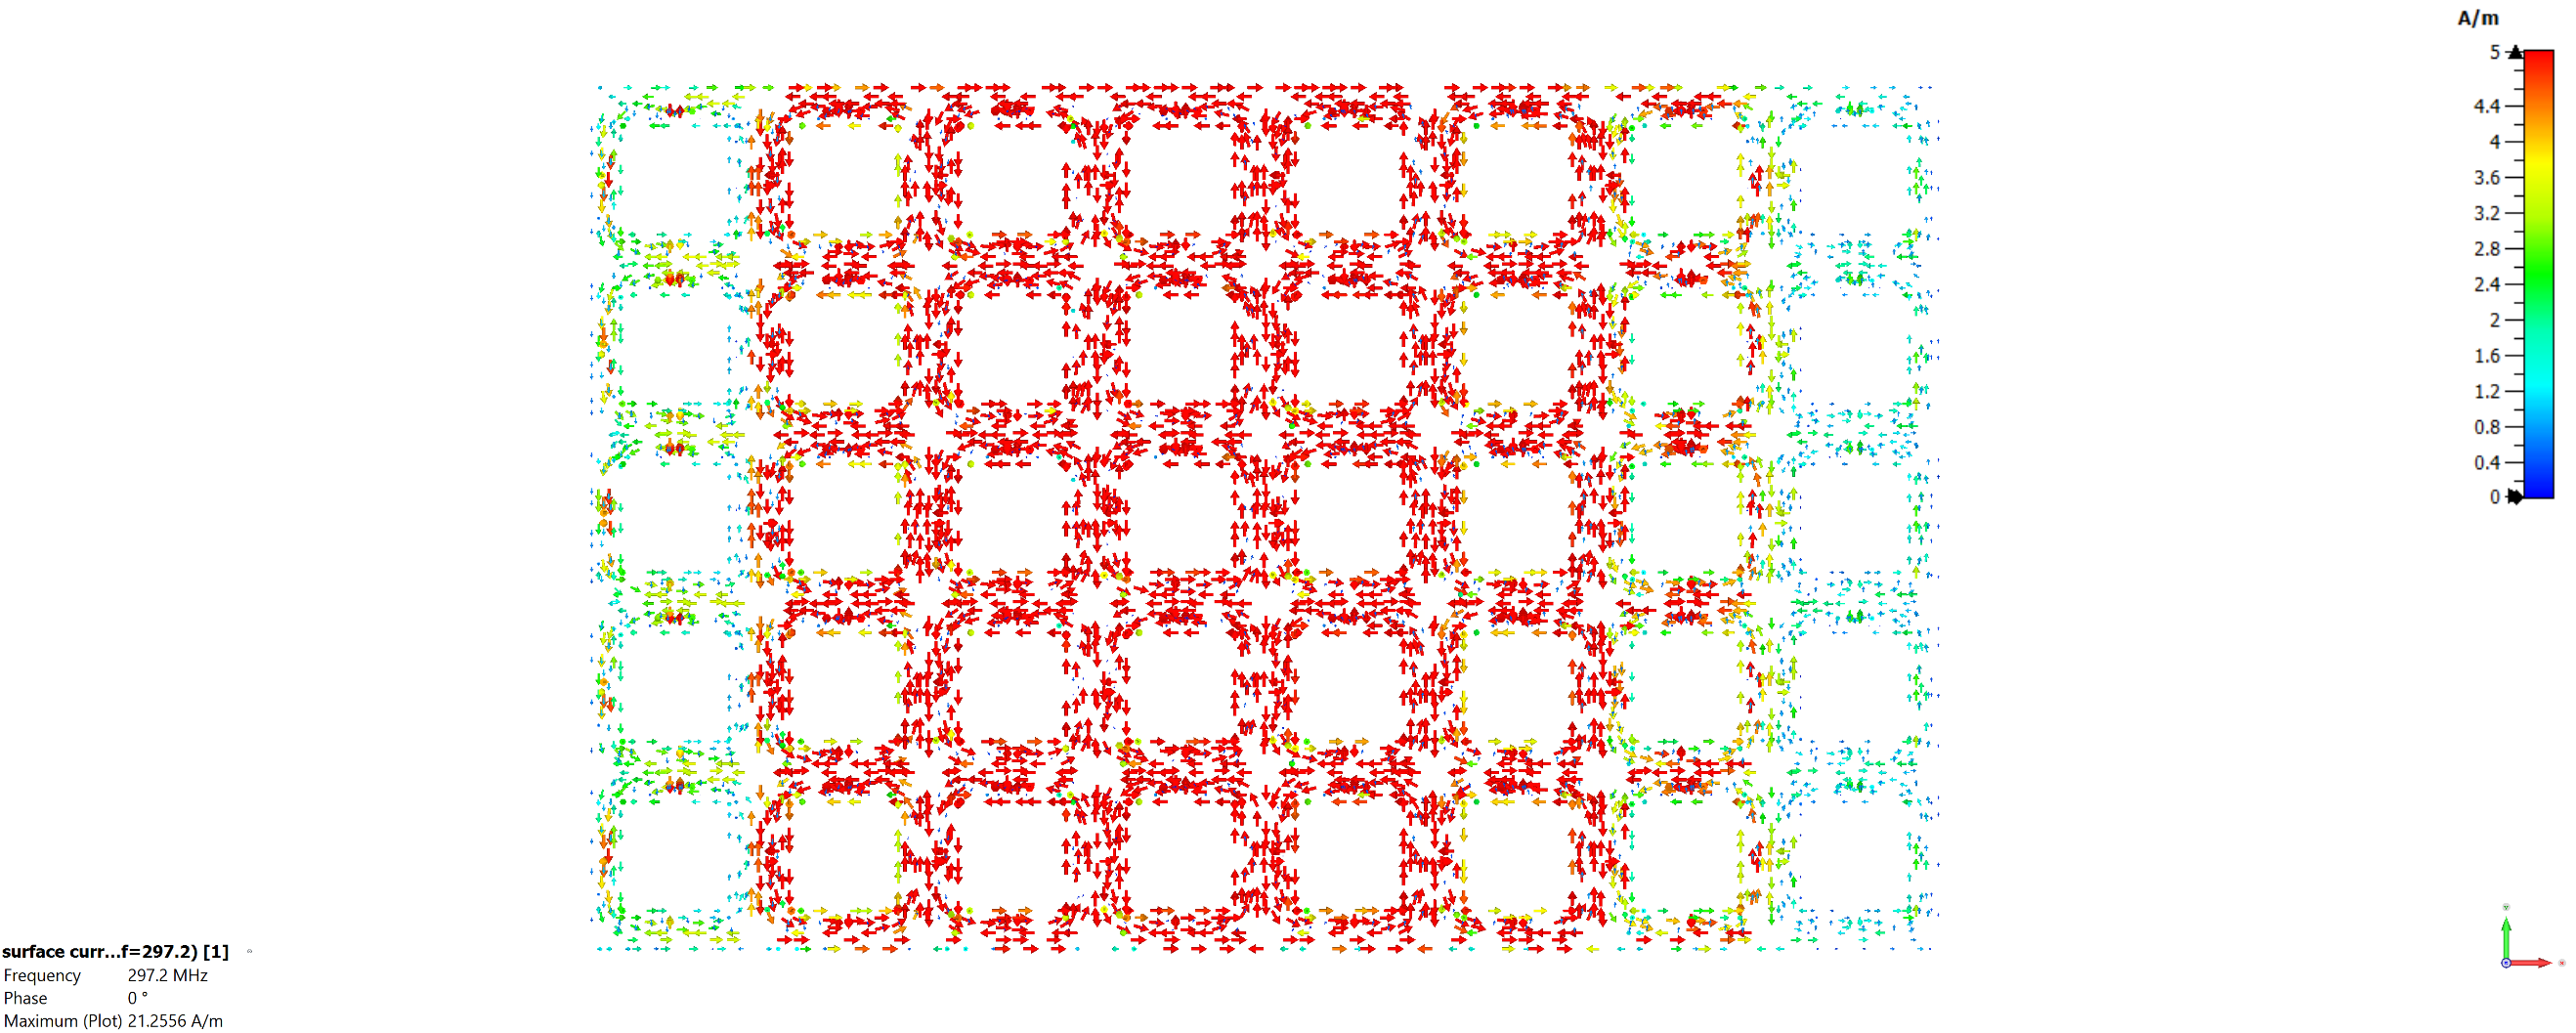 A/m
5
4.4
4
3.6
3.2
2.8
2.4
2
1.6
1.2
0.8
0.4
0
surface curr...f=297.2) [1]
Frequency 297.2 MHz
Phase 0 °
Maximum (Plot) 21.2556 A/m